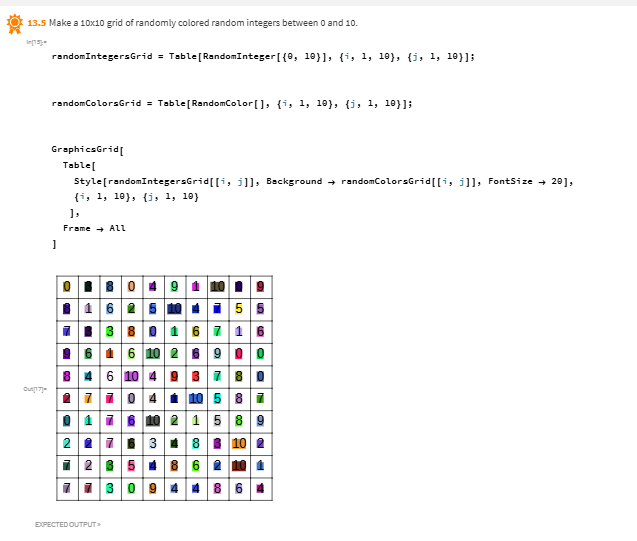 13.5 Make a 10x10 grid of randomly colored random integers between 0 and 10.
In[15]:=
randomIntegersGrid = Table[RandomInteger[{0, 10}], {i, 1, 10}, {j, 1, 10}];
randomColorsGrid = Table[RandomColor[], {i, 1, 10}, {j, 1, 10}];
GraphicsGrid[
Table[
Style[randomIntegersGrid[[i, j]], Background → randomColorsGrid[[i, j]], FontSize → 20],
{i, 1, 10}, {j, 1, 10}
],
Frame → All
]
0 8 0 4 9 1 10 9
8 1 6 2 5 10 4 7 5 5
7 3 8 0 1 6 7 1 6
9 6 1 6 10 2 6 9 0 0
8 4 6 10 4 9 3 7 8 0
Out[17]=
2 7 7 0 4 1 10 5 8 7
0 1 7 6 10 2 1 5 8 9
2 2 7 6 3 4 8 3 10 2
7 2 3 5 4 8 6 2 10 1
7 7 3 0 9 4 4 8 6 4
EXPECTED OUTPUT »